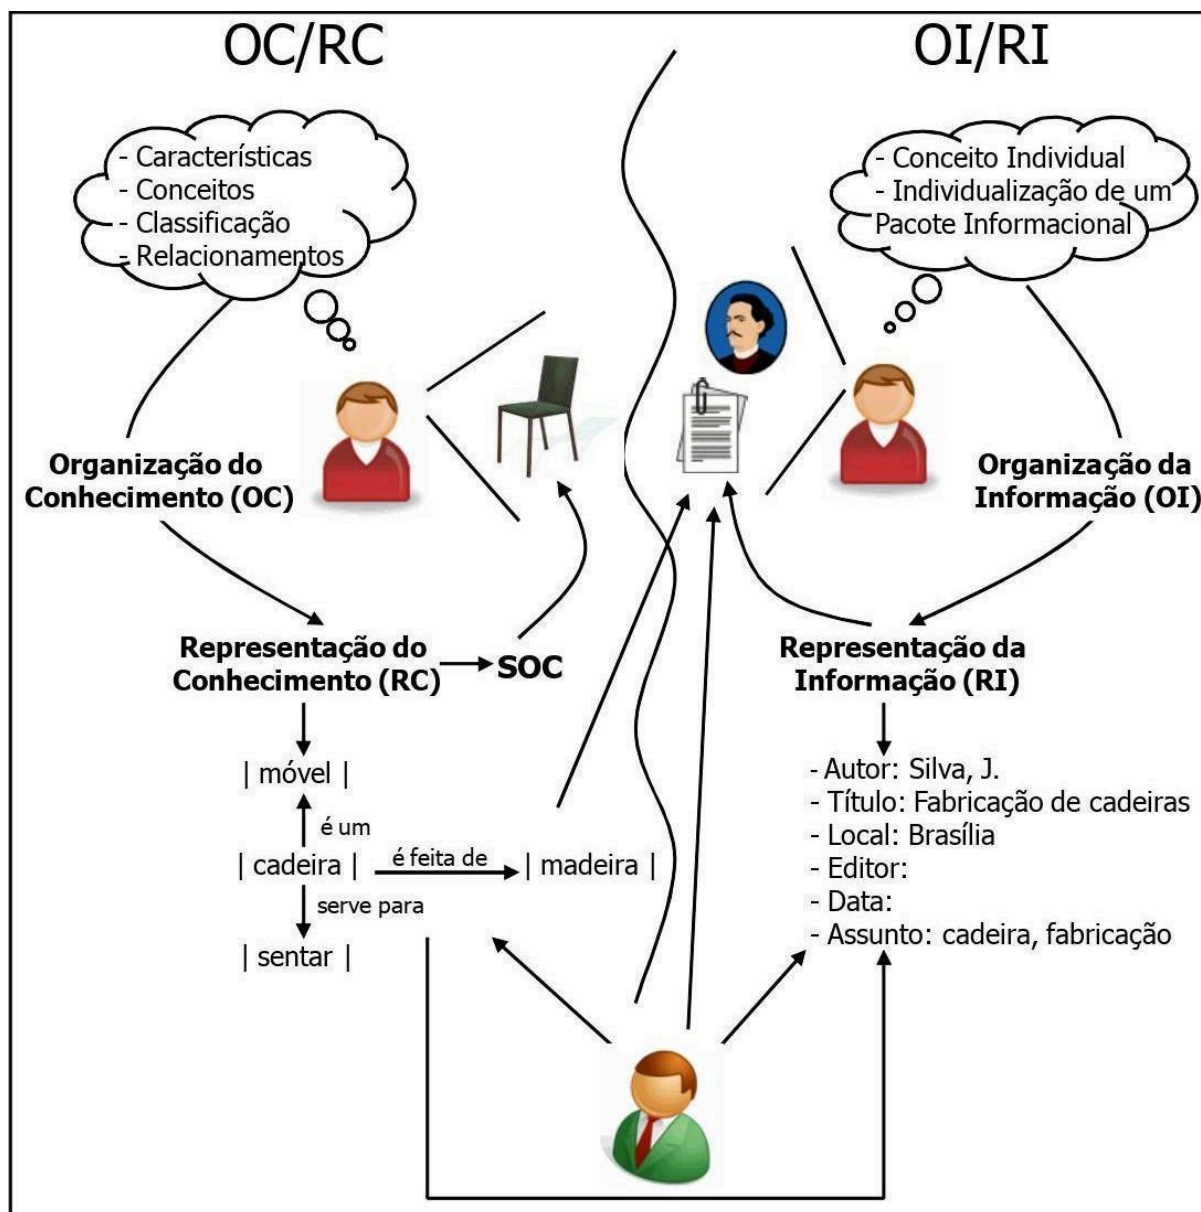 OC/RC
OI/RI
- Características
- Conceitos
- Classificação
- Relacionamentos
- Conceito Individual
- Individualização de um
Pacote Informacional
Organização do
Conhecimento (OC)
Organização da
Informação (OI)
Representação do
Conhecimento (RC)
SOC
Representação da
Informação (RI)
| móvel |
é um
| cadeira |
é feita de
| madeira |
serve para
| sentar |
- Autor: Silva, J.
- Título: Fabricação de cadeiras
- Local: Brasília
- Editor:
- Data:
- Assunto: cadeira, fabricação